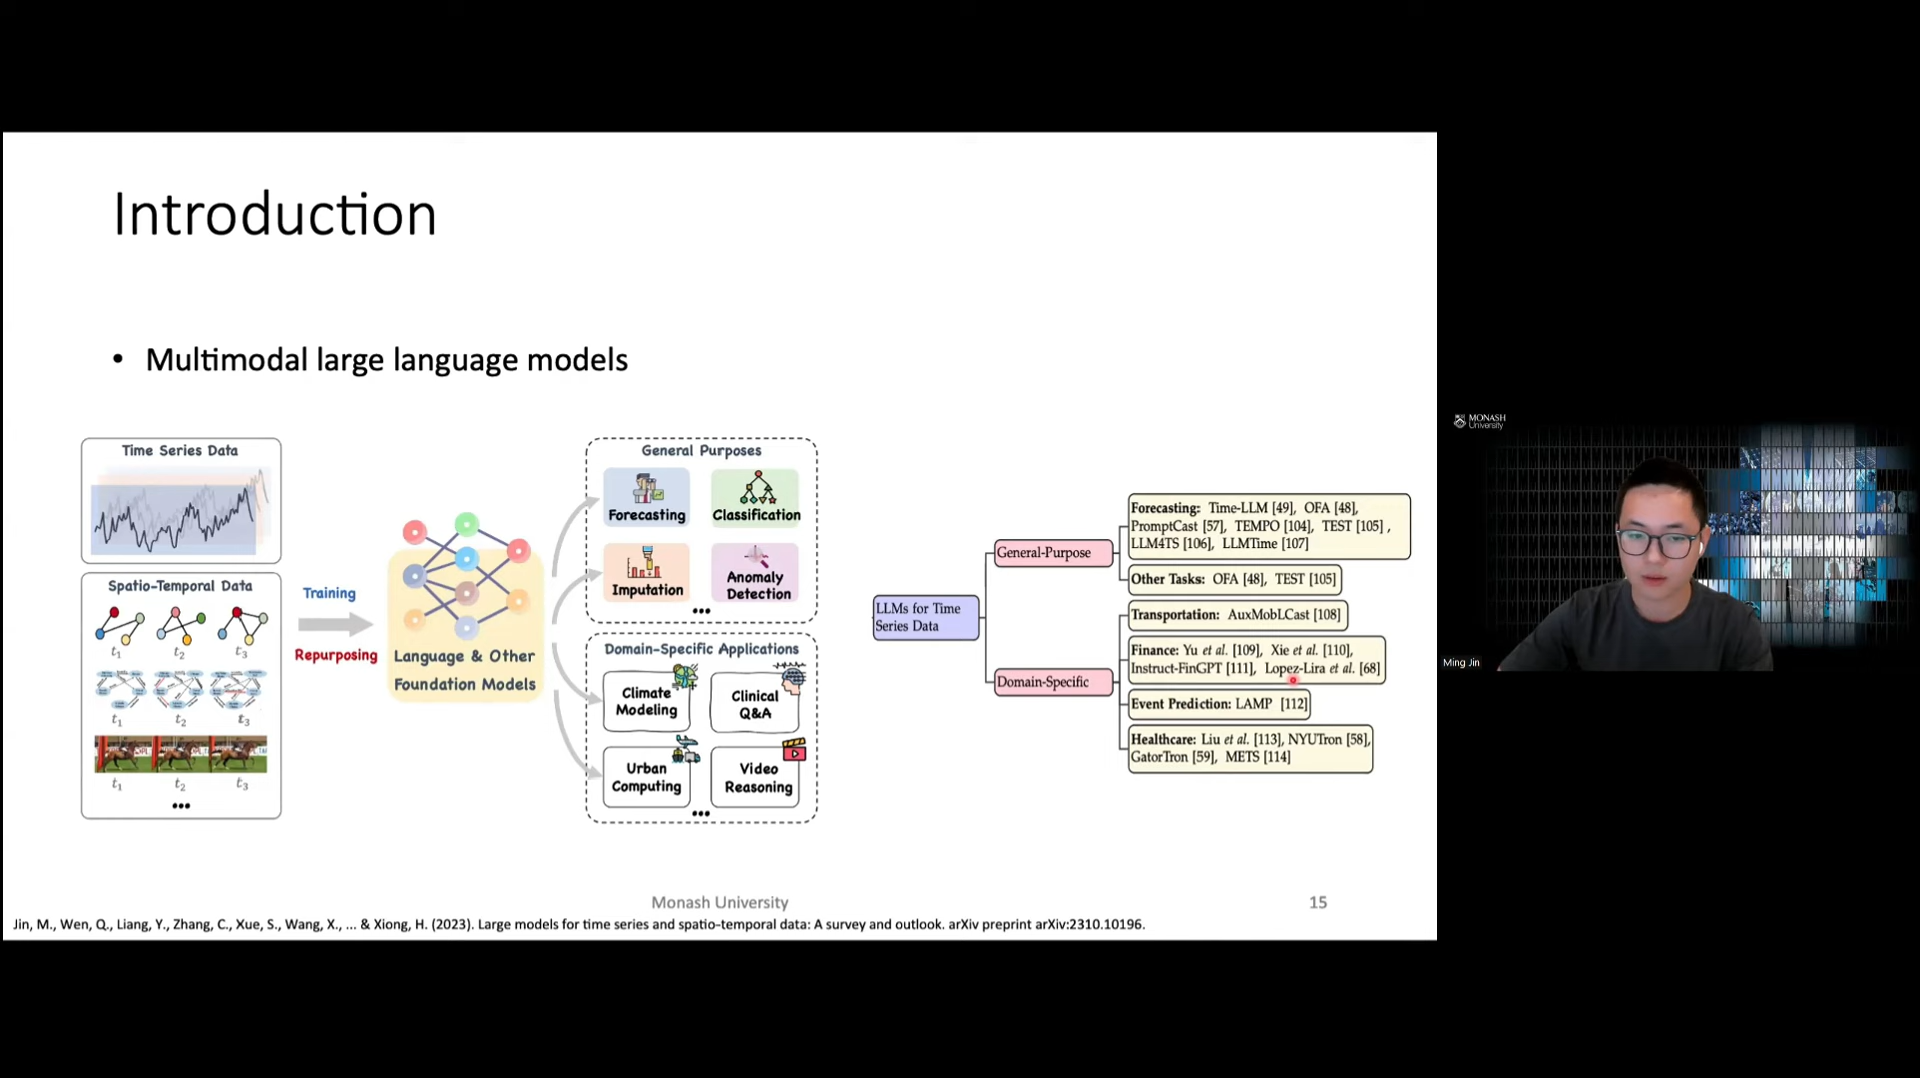 Introduction
• Multimodal large language models
Time Series Data
Spatio-Temporal Data
t1 t2 t3
t1 t2 t3
t1 t2 t3
•••
Training
Repurposing
Language & Other
Foundation Models
General Purposes
Forecasting
Classification
Imputation
Anomaly
Detection
•••
Domain-Specific Applications
Climate
Modeling
Clinical
Q&A
Urban
Computing
Video
Reasoning
•••
LLMs for Time
Series Data
General-Purpose
Forecasting: Time-LLM [49], OFA [48],
PromptCast [57], TEMPO [104], TEST [105] ,
LLM4TS [106], LLMTime [107]
Other Tasks: OFA [48], TEST [105]
Domain-Specific
Transportation: AuxMobLCast [108]
Finance: Yu et al. [109], Xie et al. [110],
Instruct-FinGPT [111], Lopez-Lira et al. [68]
Event Prediction: LAMP [112]
Healthcare: Liu et al. [113], NYUTron [58],
GatorTron [59], METS [114]
Monash University
15
Jin, M., Wen, Q., Liang, Y., Zhang, C., Xue, S., Wang, X., ... & Xiong, H. (2023). Large models for time series and spatio-temporal data: A survey and outlook. arXiv preprint arXiv:2310.10196.
MONASH
University
Ming Jin